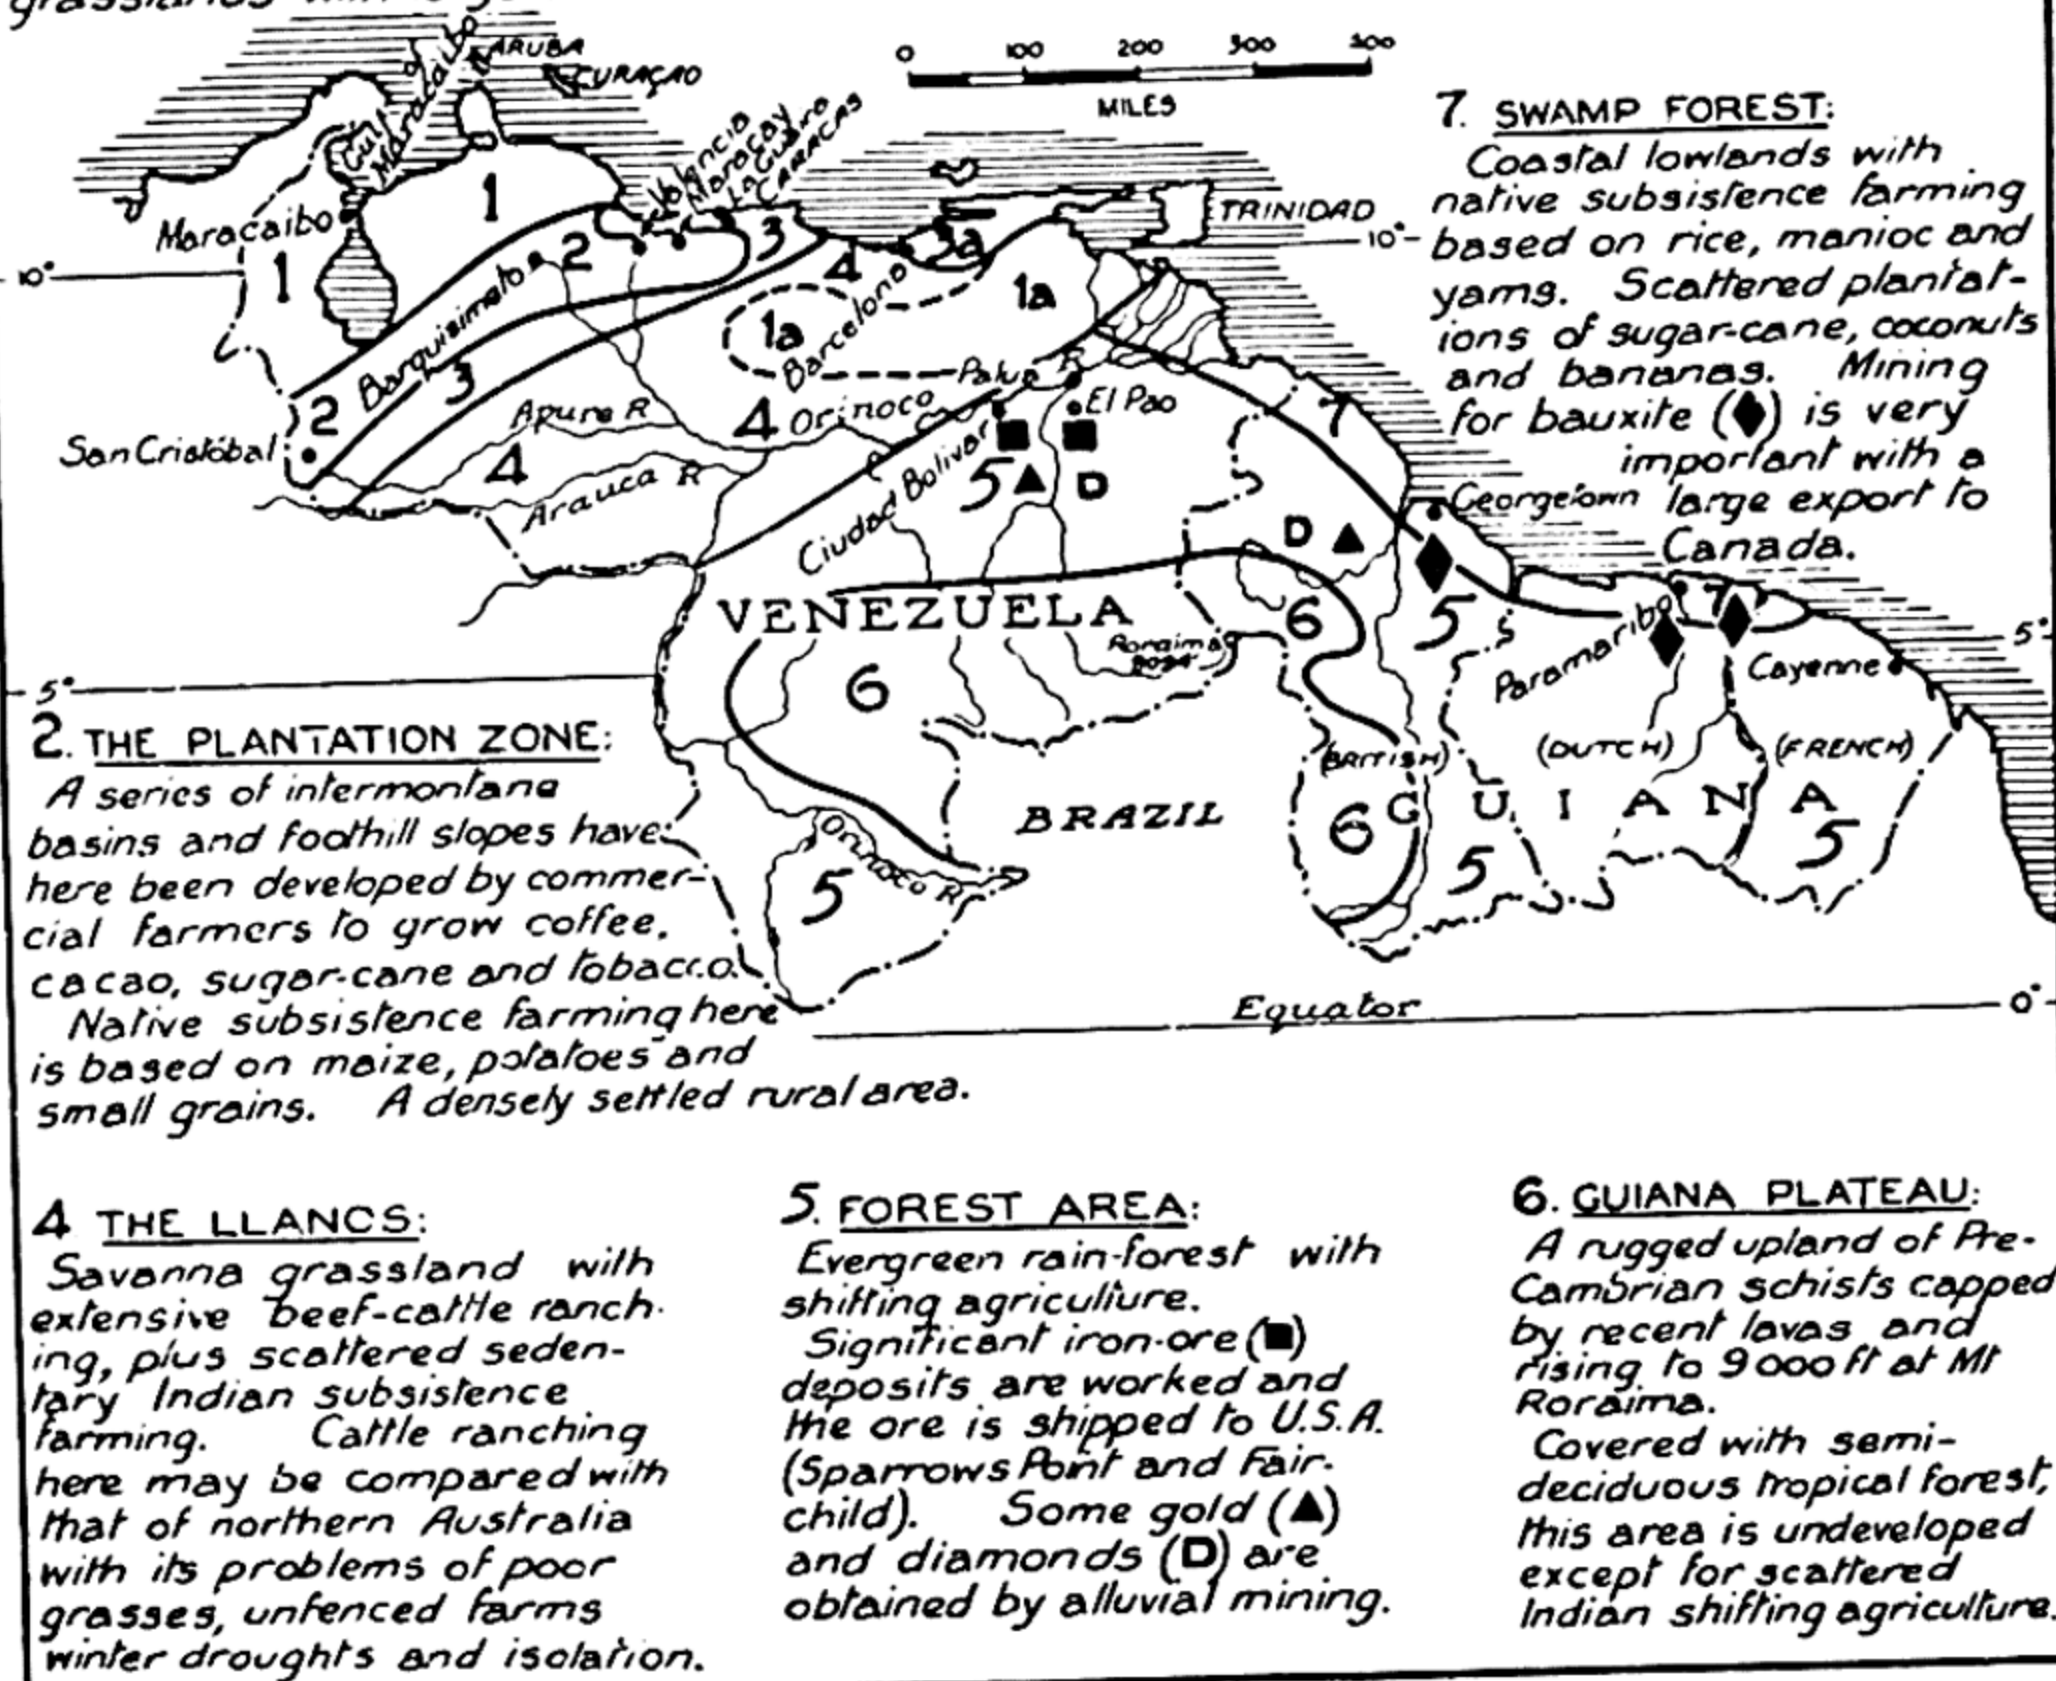 grasslands with
ARUBA
CURAÇAO
0 100 200 300 400
MILES
Gulf of Maracaibo
Valencia
Maracay
La Guaira
CARACAS
Maracaibo
TRINIDAD
10°
10°
1
1
2
3
3a
4
1a
1a
Barquisimeto
Barcelona
2
3
Palua
El Pao
San Cristóbal
Apure R
4
Orinoco R
4
Arauca R
Ciudad Bolivar
5
D
7
Georgetown
D
VENEZUELA
Roraima
6
6
5
7
Paramaribo
Cayenne
5°
5°
(BRITISH)
(DUTCH)
(FRENCH)
BRAZIL
GUIANA
6
5
5
5
Orinoco R
Equator
0°
7. SWAMP FOREST:
Coastal lowlands with
native subsistence farming
based on rice, manioc and
yams. Scattered plantat-
ions of sugar-cane, coconuts
and bananas. Mining
for bauxite (♦) is very
important with a
large export to
Canada.
2. THE PLANTATION ZONE:
A series of intermontane
basins and foothill slopes have
here been developed by commer-
cial farmers to grow coffee,
cacao, sugar-cane and tobacco.
Native subsistence farming here
is based on maize, potatoes and
small grains. A densely settled rural area.
4 THE LLANOS:
Savanna grassland with
extensive beef-cattle ranch-
ing, plus scattered seden-
tary Indian subsistence
farming. Cattle ranching
here may be compared with
that of northern Australia
with its problems of poor
grasses, unfenced farms
winter droughts and isolation.
5. FOREST AREA:
Evergreen rain-forest with
shifting agriculture.
Significant iron-ore (■)
deposits are worked and
the ore is shipped to U.S.A.
(Sparrows Point and Fair-
child). Some gold (▲)
and diamonds (D) are
obtained by alluvial mining.
6. GUIANA PLATEAU:
A rugged upland of Pre-
Cambrian schists capped
by recent lavas and
rising to 9000 ft at Mt
Roraima.
Covered with semi-
deciduous tropical forest,
this area is undeveloped
except for scattered
Indian shifting agriculture.